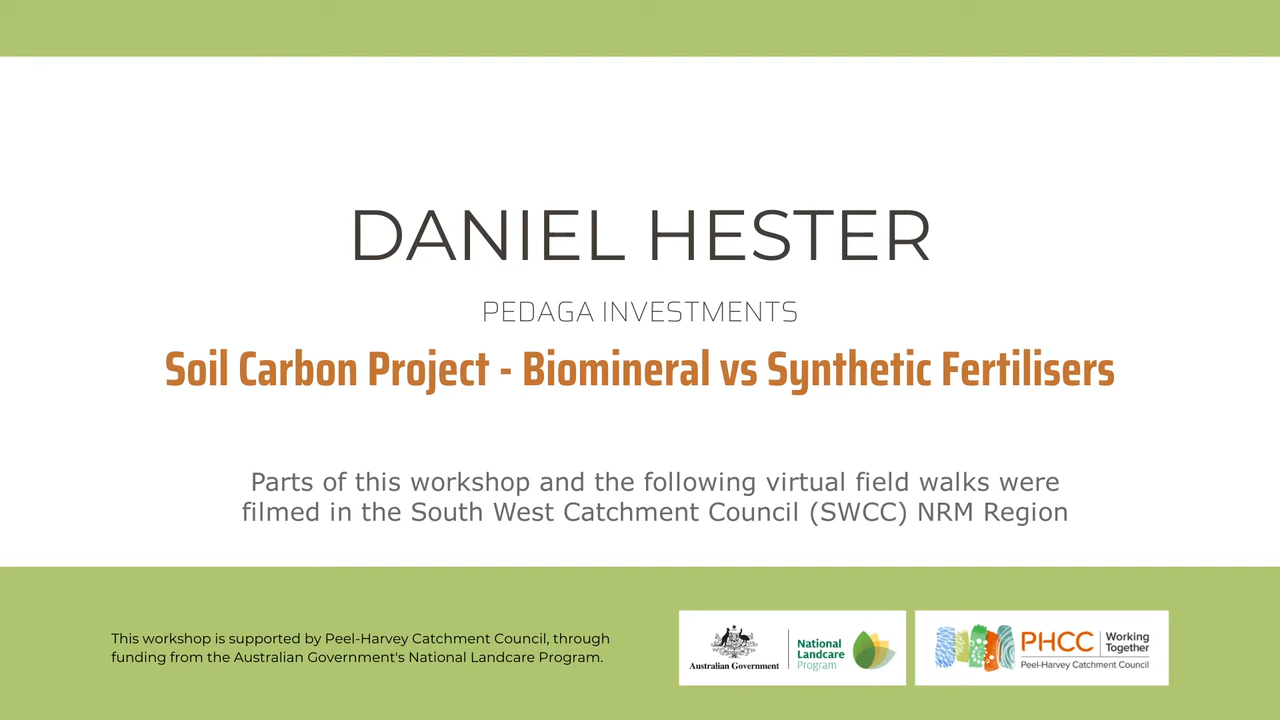 DANIEL HESTER
PEDAGA INVESTMENTS
Soil Carbon Project - Biomineral vs Synthetic Fertilisers
Parts of this workshop and the following virtual field walks were
filmed in the South West Catchment Council (SWCC) NRM Region
This workshop is supported by Peel-Harvey Catchment Council, through
funding from the Australian Government's National Landcare Program.
Australian Government
National
Landcare
Program
PHCC
Working
Together
Peel-Harvey Catchment Council